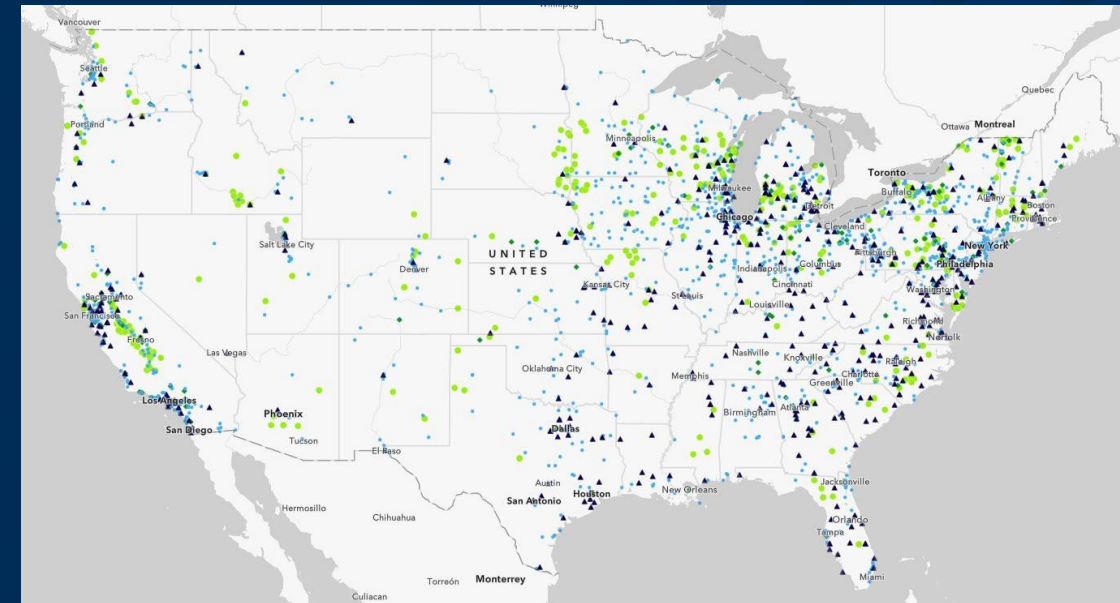 Winnipeg
Vancouver
Seattle
Quebec
Ottawa
Montreal
Portland
Minneapolis
Toronto
Buffalo
Albany
Boston
Providence
Milwaukee
Detroit
Chicago
Cleveland
New York
Salt Lake City
UNITED
STATES
Pittsburgh
Philadelphia
Denver
Indianapolis
Columbus
Kansas City
Cincinnati
Washington
Sacramento
St Louis
Louisville
San Francisco
Richmond
Fresno
Norfolk
Las Vegas
Nashville
Knoxville
Raleigh
Oklahoma City
Memphis
Charlotte
Greenville
Los Angeles
Phoenix
Birmingham
Atlanta
San Diego
Dallas
Tucson
El Paso
Austin
Jacksonville
New Orleans
San Antonio
Houston
Hermosillo
Chihuahua
Orlando
Tampa
Torreón
Monterrey
Miami
Culiacan